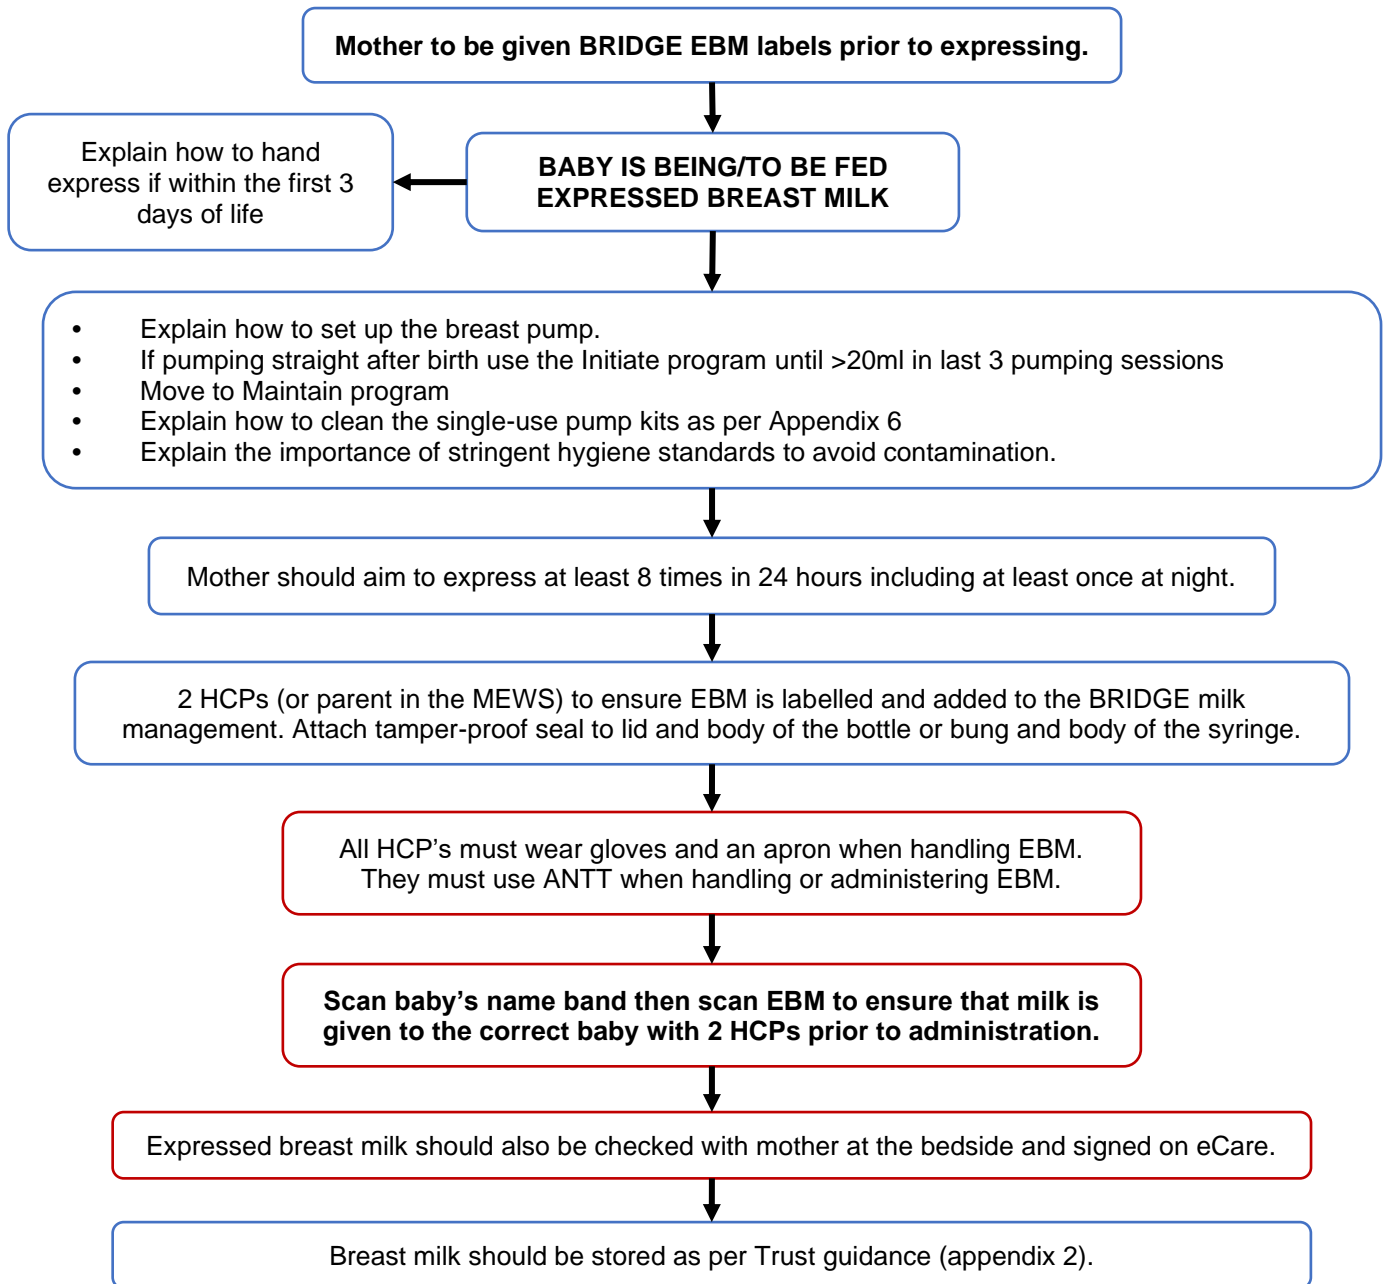 Mother to be given BRIDGE EBM labels prior to expressing.
Explain how to hand
express if within the first 3
days of life
BABY IS BEING/TO BE FED
EXPRESSED BREAST MILK
• Explain how to set up the breast pump.
• If pumping straight after birth use the Initiate program until >20ml in last 3 pumping sessions
• Move to Maintain program
• Explain how to clean the single-use pump kits as per Appendix 6
• Explain the importance of stringent hygiene standards to avoid contamination.
Mother should aim to express at least 8 times in 24 hours including at least once at night.
2 HCPs (or parent in the MEWS) to ensure EBM is labelled and added to the BRIDGE milk
management. Attach tamper-proof seal to lid and body of the bottle or bung and body of the syringe.
All HCP’s must wear gloves and an apron when handling EBM.
They must use ANTT when handling or administering EBM.
Scan baby’s name band then scan EBM to ensure that milk is
given to the correct baby with 2 HCPs prior to administration.
Expressed breast milk should also be checked with mother at the bedside and signed on eCare.
Breast milk should be stored as per Trust guidance (appendix 2).